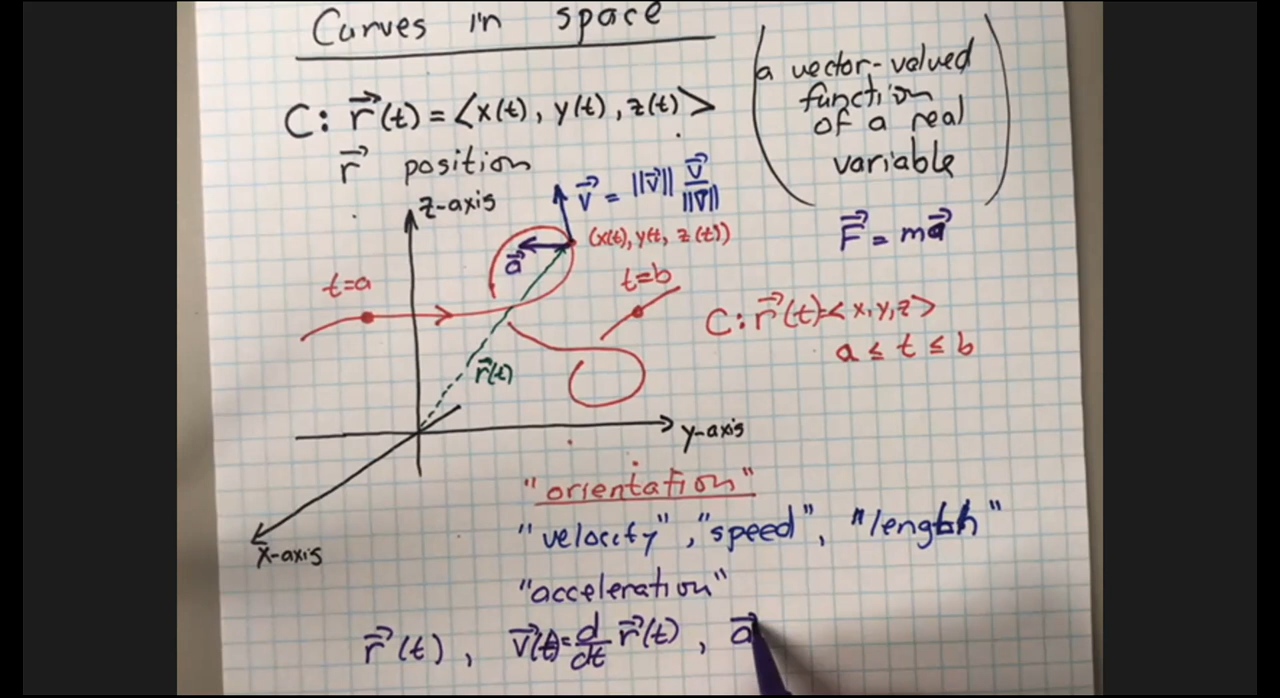 Curves in space
C: r⃗(t) = <x(t), y(t), z(t)>
r⃗ position
(a vector-valued
function
of a real
variable)
z-axis
v⃗ = ||v⃗|| v⃗/||v⃗||
(x(t), y(t, z(t))
a⃗
F⃗ = ma⃗
t=a
t=b
C: r⃗(t)=<x,y,z>
a ≤ t ≤ b
r⃗(t)
y-axis
x-axis
"orientation"
"velocity", "speed", "length"
"acceleration"
r⃗(t), v⃗(t)=d/dt r⃗(t), a⃗